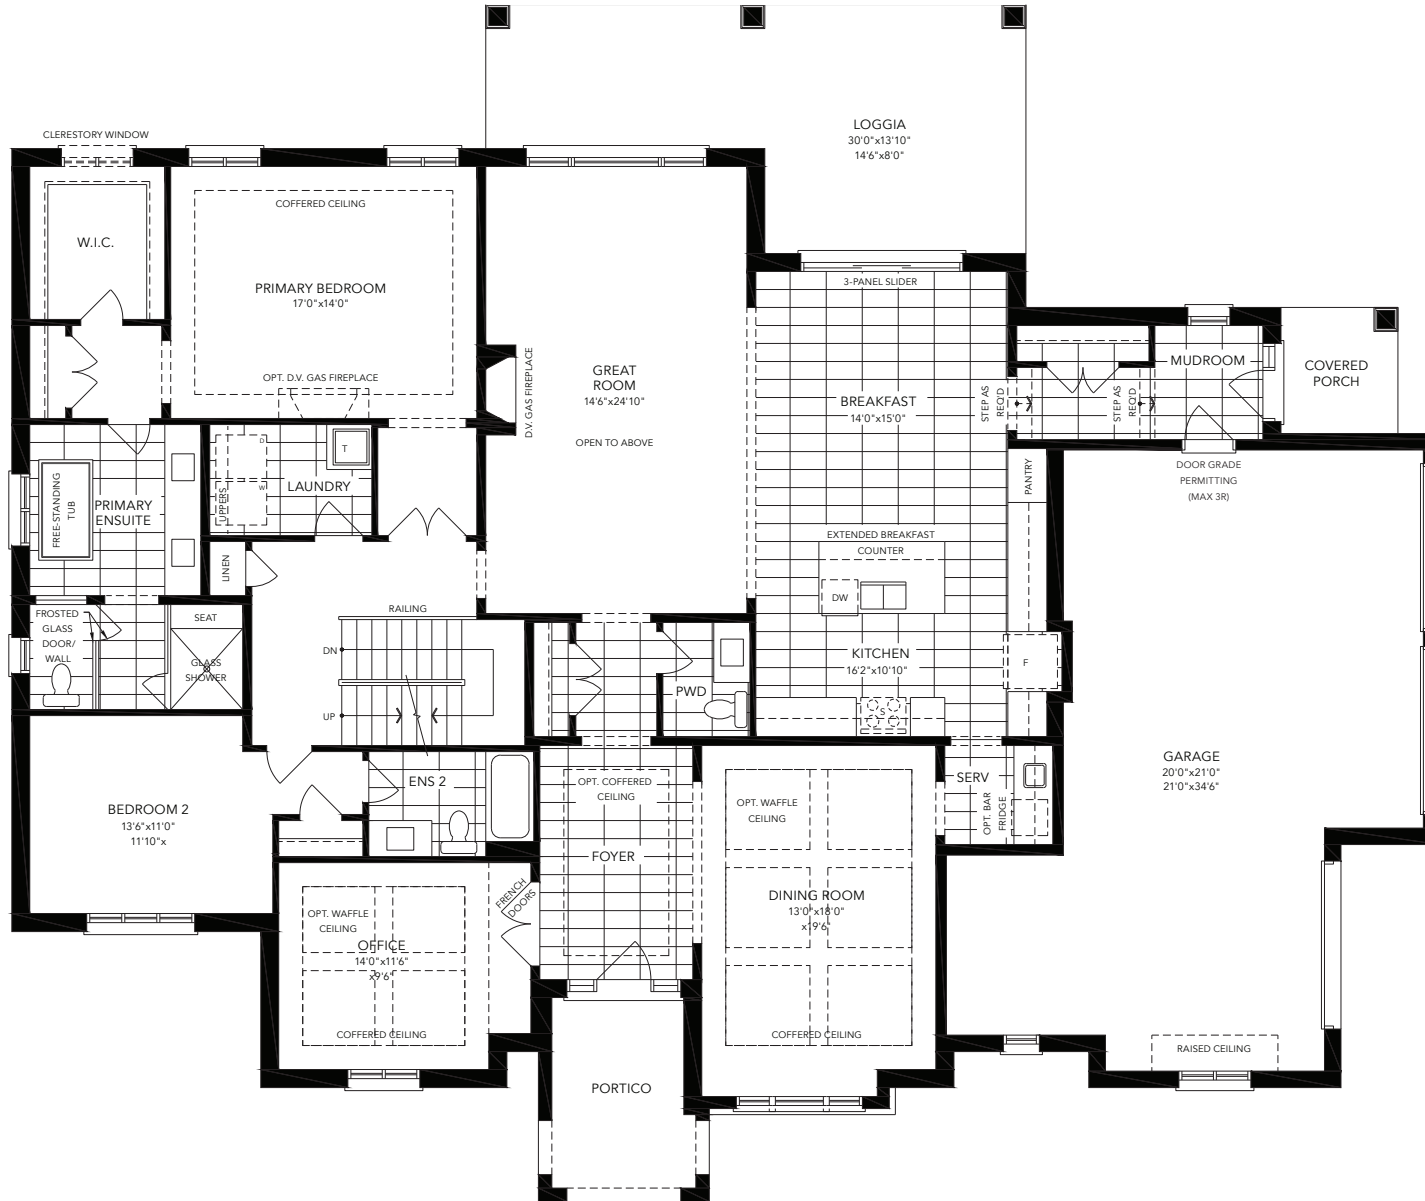 LOGGIA
30'0"x13'10"
14'6"x8'0"
CLERESTORY WINDOW
COFFERED CEILING
W.I.C.
PRIMARY BEDROOM
17'0"x14'0"
OPT. D.V. GAS FIREPLACE
D.V. GAS FIREPLACE
GREAT
ROOM
14'6"x24'10"
OPEN TO ABOVE
3-PANEL SLIDER
BREAKFAST
14'0"x15'0"
STEP AS
REQ'D
STEP AS
REQ'D
MUDROOM
COVERED
PORCH
DOOR GRADE
PERMITTING
(MAX 3R)
PANTRY
FREE-STANDING
TUB
PRIMARY
ENSUITE
UPPERS
D
W
LAUNDRY
T
LINEN
EXTENDED BREAKFAST
COUNTER
DW
FROSTED
GLASS
DOOR/
WALL
SEAT
GLASS
SHOWER
RAILING
DN
UP
PWD
KITCHEN
16'2"x10'10"
F
S
GARAGE
20'0"x21'0"
21'0"x34'6"
BEDROOM 2
13'6"x11'0"
11'10"x
ENS 2
OPT. COFFERED
CEILING
FOYER
OPT. WAFFLE
CEILING
SERV
OPT. BAR
FRIDGE
DINING ROOM
13'0"x18'0"
x19'6"
COFFERED CEILING
FRENCH
DOORS
OPT. WAFFLE
CEILING
OFFICE
14'0"x11'6"
x9'6"
COFFERED CEILING
RAISED CEILING
PORTICO